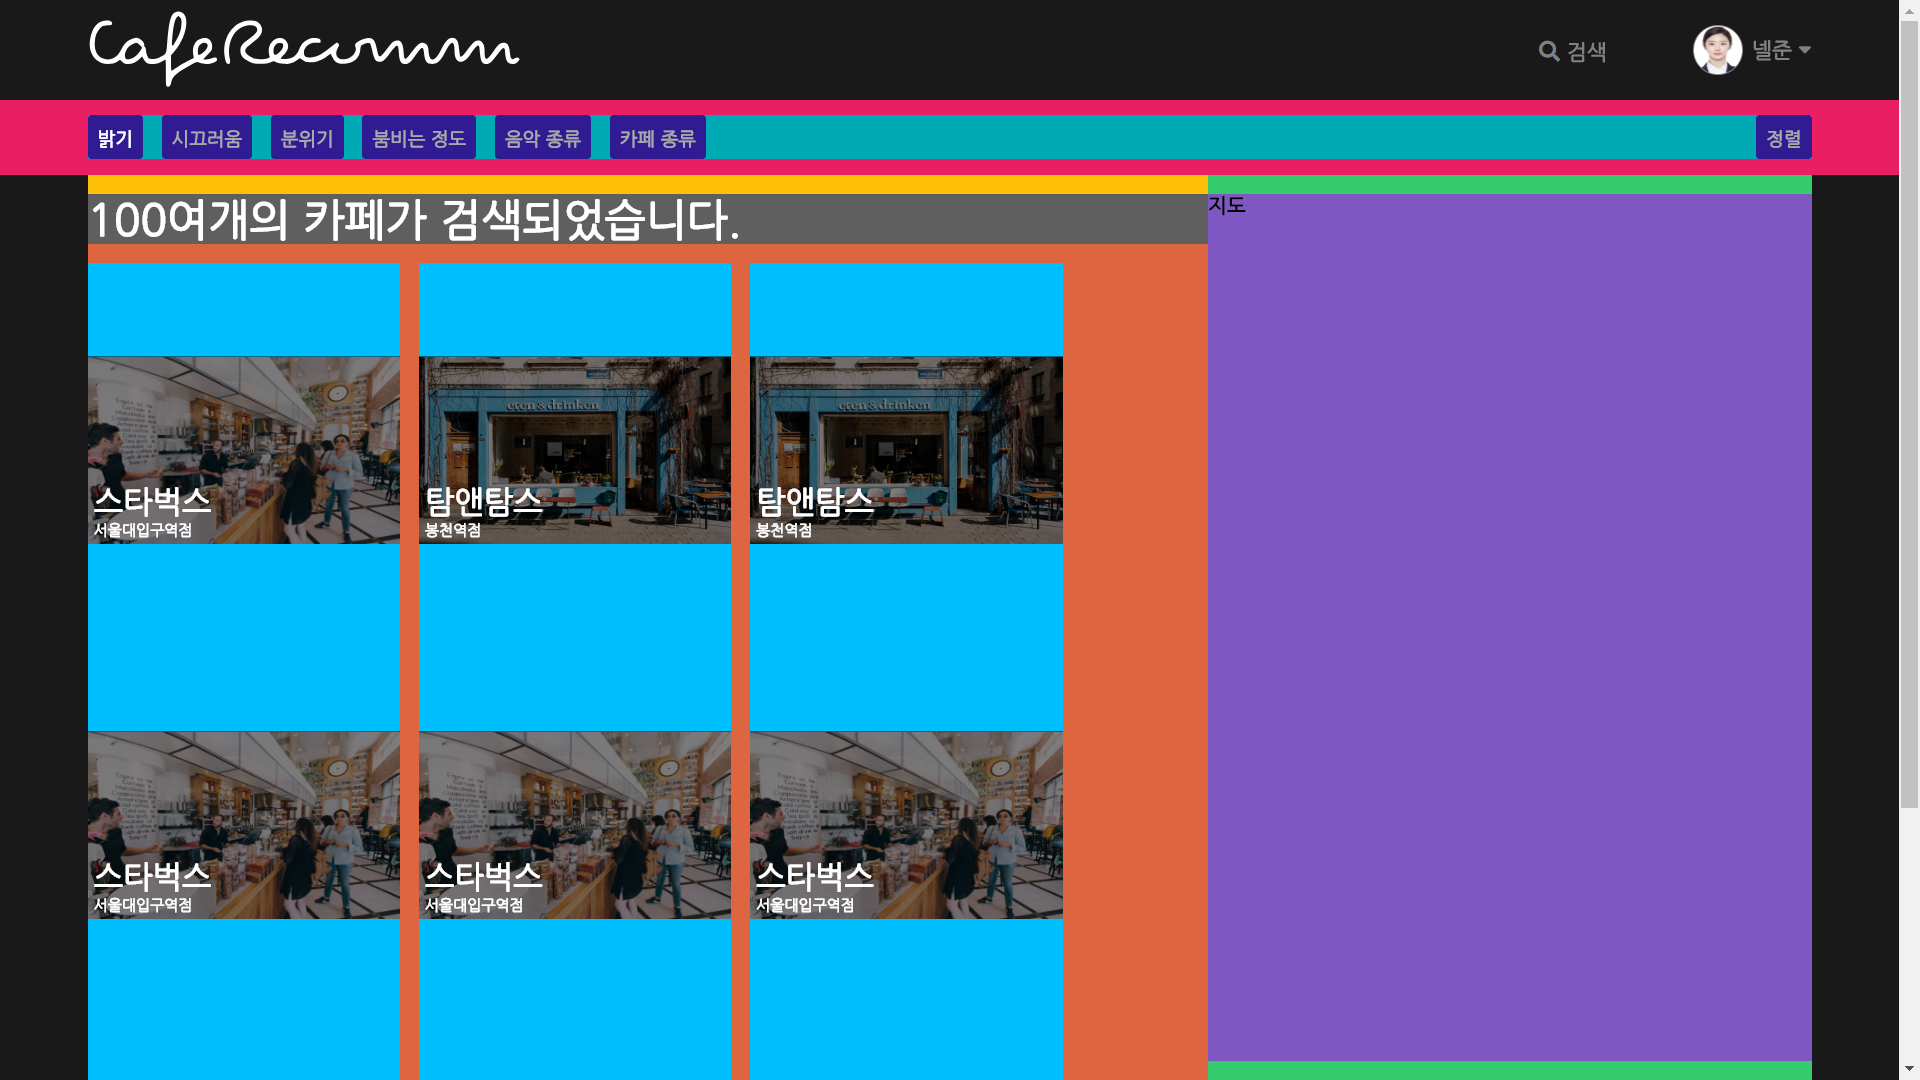 CafeRecomm
검색
넬준
밝기 시끄러움 분위기 붐비는 정도 음악 종류 카페 종류 정렬
100여개의 카페가 검색되었습니다.
지도
eten & drinken
eten & drinken
스타벅스
서울대입구역점
탐앤탐스
봉천역점
탐앤탐스
봉천역점
스타벅스
서울대입구역점
스타벅스
서울대입구역점
스타벅스
서울대입구역점